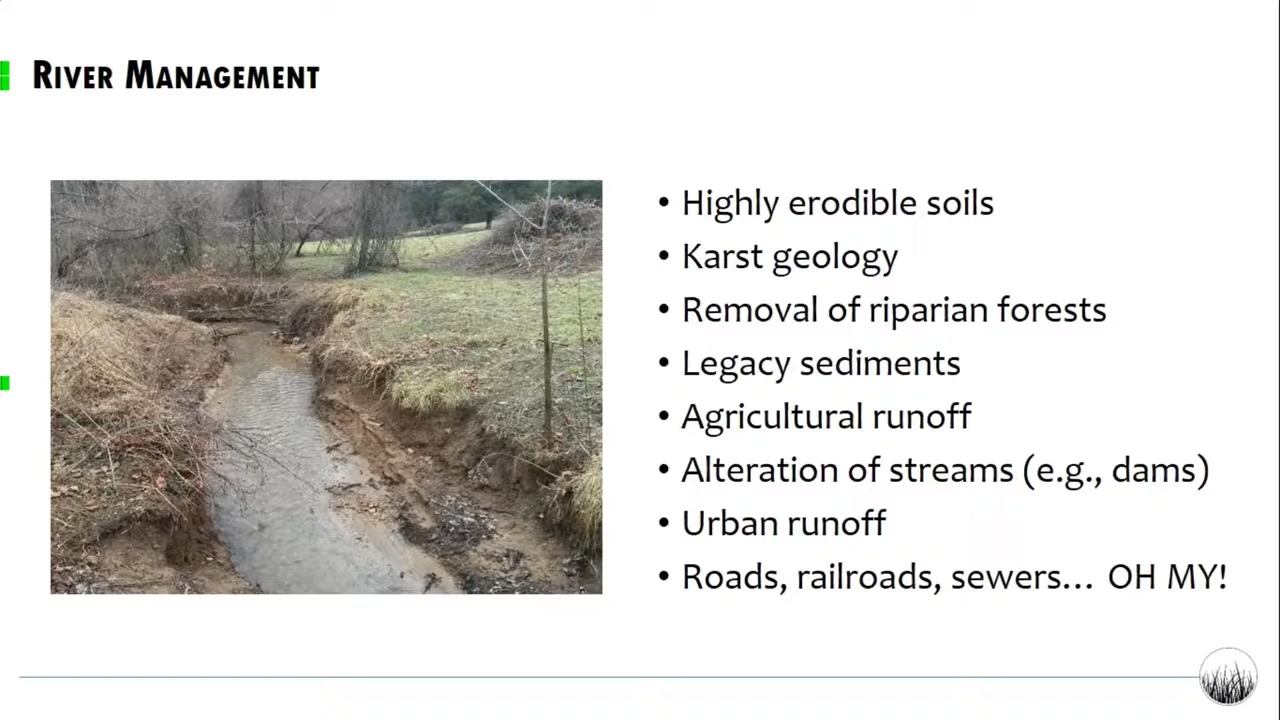 RIVER MANAGEMENT
• Highly erodible soils
• Karst geology
• Removal of riparian forests
• Legacy sediments
• Agricultural runoff
• Alteration of streams (e.g., dams)
• Urban runoff
• Roads, railroads, sewers… OH MY!